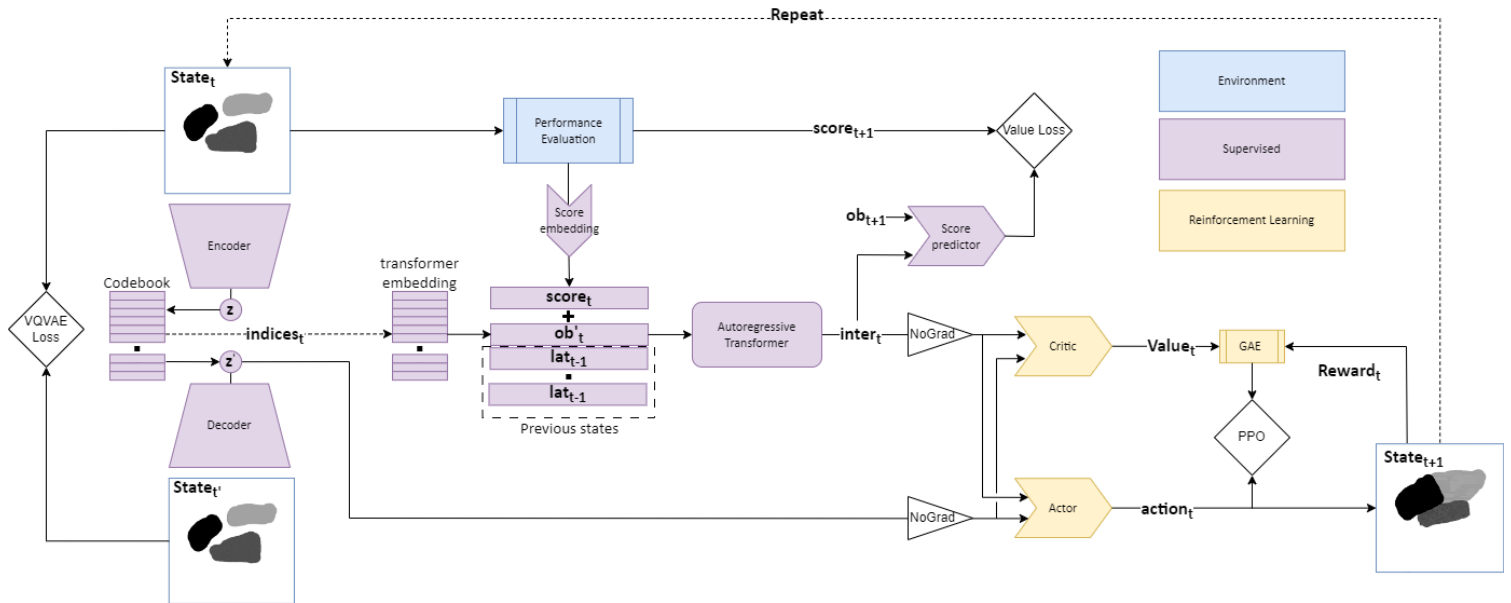 Repeat
State_t
Performance
Evaluation
score_t+1
Value Loss
Environment
Supervised
Reinforcement Learning
Score
embedding
ob_t+1
Score
predictor
Encoder
Codebook
z
transformer
embedding
score_t
+
VQVAE
Loss
indices_t
ob'_t
Autoregressive
Transformer
inter_t
NoGrad
Critic
Value_t
GAE
Reward_t
z'
lat_t-1
lat_t-1
Previous states
Decoder
PPO
State_t'
NoGrad
Actor
action_t
State_t+1